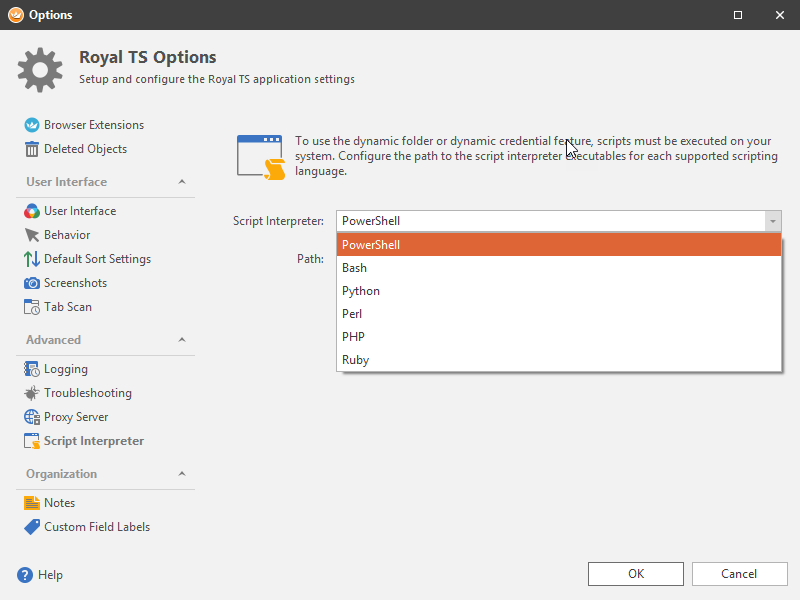 Options
Royal TS Options
Setup and configure the Royal TS application settings
Browser Extensions
Deleted Objects
User Interface
User Interface
Behavior
Default Sort Settings
Screenshots
Tab Scan
Advanced
Logging
Troubleshooting
Proxy Server
Script Interpreter
Organization
Notes
Custom Field Labels
To use the dynamic folder or dynamic credential feature, scripts must be executed on your
system. Configure the path to the script interpreter executables for each supported scripting
language.
Script Interpreter: PowerShell
Path:
PowerShell
Bash
Python
Perl
PHP
Ruby
Help
OK
Cancel